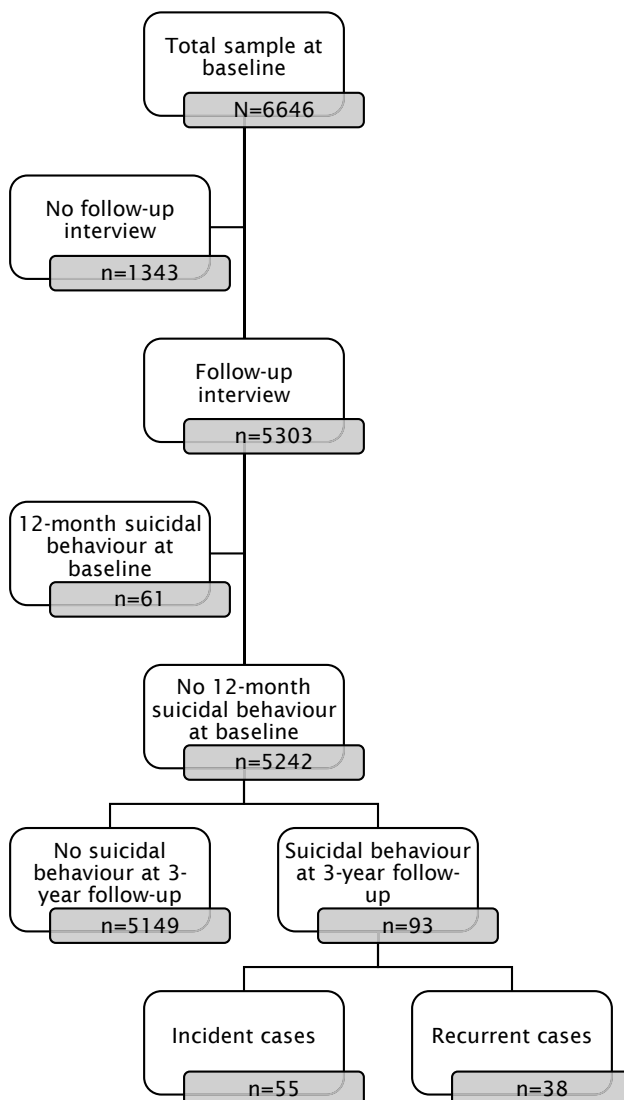 Total sample at
baseline
N=6646
No follow-up
interview
n=1343
Follow-up
interview
n=5303
12-month suicidal
behaviour at
baseline
n=61
No 12-month
suicidal behaviour
at baseline
n=5242
No suicidal
behaviour at 3-
year follow-up
n=5149
Suicidal behaviour
at 3-year follow-
up
n=93
Incident cases
n=55
Recurrent cases
n=38